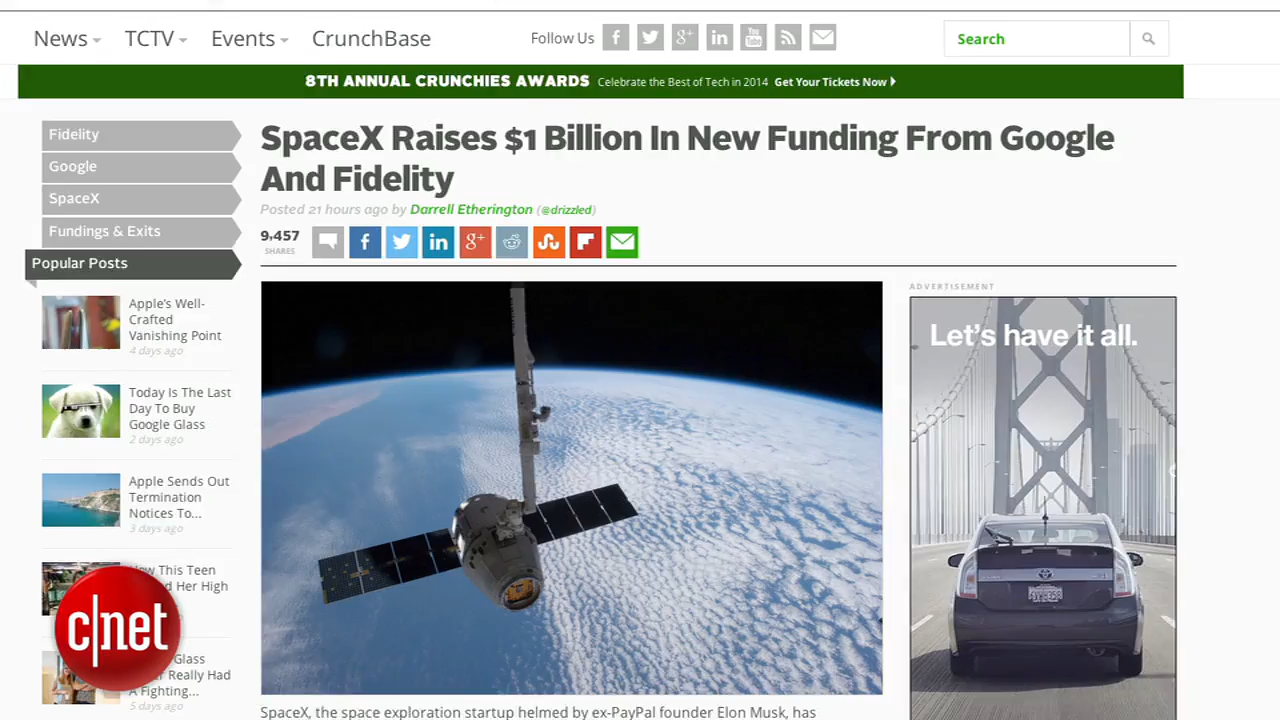 News TCTV Events CrunchBase Follow Us Search
8TH ANNUAL CRUNCHIES AWARDS Celebrate the Best of Tech in 2014 Get Your Tickets Now
Fidelity
Google
SpaceX
Fundings & Exits
Popular Posts
Apple's Well-
Crafted
Vanishing Point
4 days ago
Today Is The Last
Day To Buy
Google Glass
2 days ago
Apple Sends Out
Termination
Notices To...
3 days ago
This Teen
Her High
Glass
Really Had
A Fighting...
5 days ago
c|net
SpaceX Raises $1 Billion In New Funding From Google
And Fidelity
Posted 21 hours ago by Darrell Etherington (@drizzled)
9,457
SHARES
f in g+
SpaceX, the space exploration startup helmed by ex-PayPal founder Elon Musk, has
ADVERTISEMENT
Let's have it all.